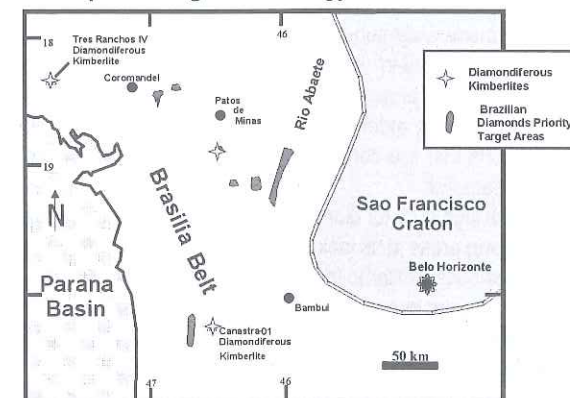 46
18
Tres Ranchos IV
Diamondiferous
Kimberlite
Coromandel
Patos
de
Minas
Rio Abaete
Diamondiferous
Kimberlites
Brazilian
Diamonds Priority
Target Areas
19
N
Brasilia Belt
Sao Francisco
Craton
Belo Horizonte
Parana
Basin
Bambui
Canastra-01
Diamondiferous
Kimberlite
50 km
47
46